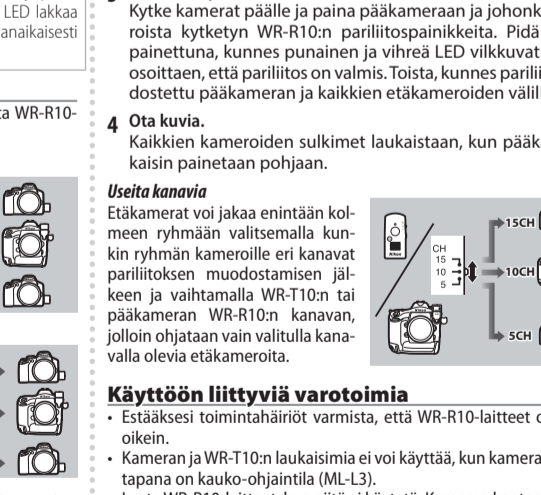 LED lakkaa
anaikaisesti
ta WR-R10-
Kytke kamerat päälle ja paina pääkameraan ja johonk
roista kytketyn WR-R10:n pariliitospainikkeita. Pidä
painettuna, kunnes punainen ja vihreä LED vilkkuvat
osoittaen, että pariliitos on valmis. Toista, kunnes parilii
dostettu pääkameran ja kaikkien etäkameroiden välill
4 Ota kuvia.
Kaikkien kameroiden sulkimet laukaistaan, kun pääk
kaisin painetaan pohjaan.
Useita kanavia
Etäkamerat voi jakaa enintään kol-
meen ryhmään valitsemalla kun-
kin ryhmän kameroille eri kanavat
pariliitoksen muodostamisen jäl-
keen ja vaihtamalla WR-T10:n tai
pääkameran WR-R10:n kanavan,
jolloin ohjataan vain valitulla kana-
valla olevia etäkameroita.
Nikon
CH
15
10
5
15CH
10CH
5CH
Käyttöön liittyviä varotoimia
• Estääksesi toimintahäiriöt varmista, että WR-R10-laitteet o
oikein.
• Kameran ja WR-T10:n laukaisimia ei voi käyttää, kun kamera
tapana on kauko-ohjaintila (ML-L3).